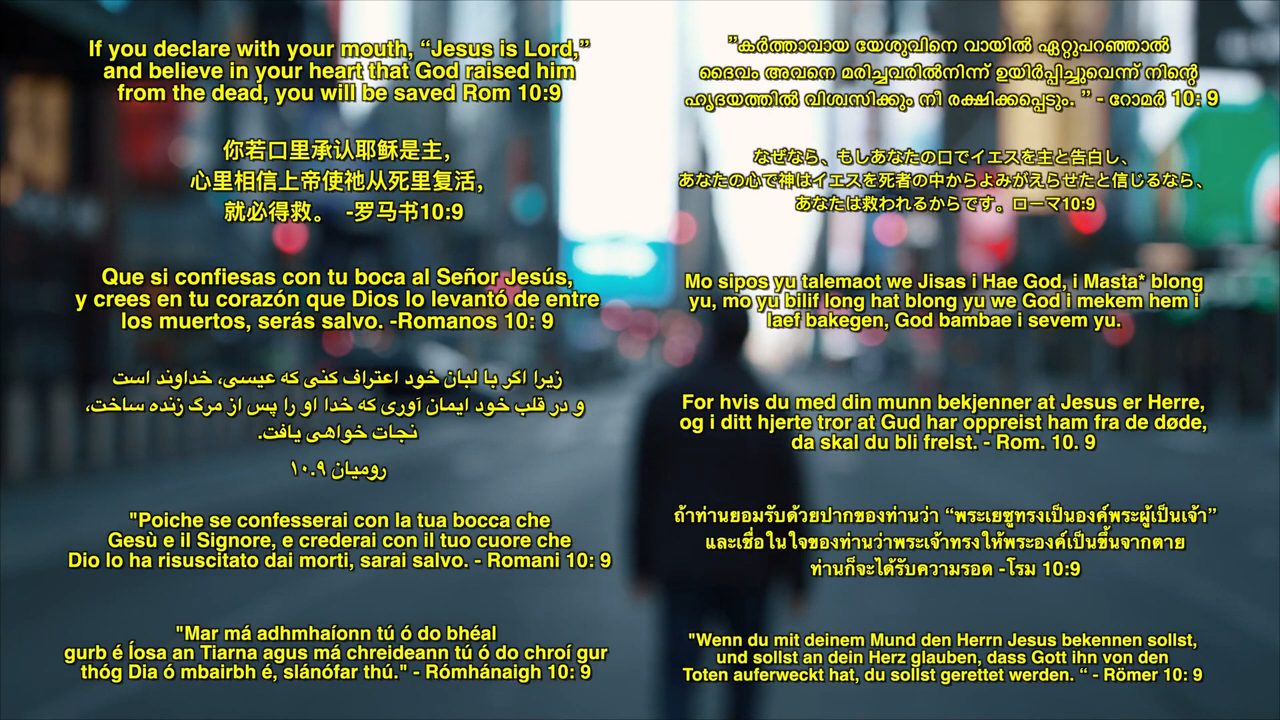 If you declare with your mouth, “Jesus is Lord,”
and believe in your heart that God raised him
from the dead, you will be saved Rom 10:9
你若口里承认耶稣是主，
心里相信上帝使祂从死里复活，
就必得救。 -罗马书10:9
Que si confiesas con tu boca al Señor Jesús,
y crees en tu corazón que Dios lo levantó de entre
los muertos, serás salvo. -Romanos 10: 9
زیرا اگر با لبان خود اعتراف کنی که عیسی، خداوند است
و در قلب خود ایمان آوری که خدا او را پس از مرگ زنده ساخت،
نجات خواهی یافت.
رومیان ۱۰.۹
"Poiche se confesserai con la tua bocca che
Gesù e il Signore, e crederai con il tuo cuore che
Dio lo ha risuscitato dai morti, sarai salvo. - Romani 10: 9
"Mar má adhmhaíonn tú ó do bhéal
gurb é Íosa an Tiarna agus má chreideann tú ó do chroí gur
thóg Dia ó mbairbh é, slánófar thú." - Rómhánaigh 10: 9
”കർത്താവായ യേശുവിനെ വായിൽ ഏറ്റുപറഞ്ഞാൽ
ദൈവം അവനെ മരിച്ചവരിൽനിന്ന് ഉയിർപ്പിച്ചുവെന്ന് നിന്റെ
ഹൃദയത്തിൽ വിശ്വസിക്കും നീ രക്ഷിക്കപ്പെടും. ” - റോമർ 10: 9
なぜなら、もしあなたの口でイエスを主と告白し、
あなたの心で神はイエスを死者の中からよみがえらせたと信じるなら、
あなたは救われるからです。ローマ10:9
Mo sipos yu talemaot we Jisas i Hae God, i Masta* blong
yu, mo yu bilif long hat blong yu we God i mekem hem i
laef bakegen, God bambae i sevem yu.
For hvis du med din munn bekjenner at Jesus er Herre,
og i ditt hjerte tror at Gud har oppreist ham fra de døde,
da skal du bli frelst. - Rom. 10. 9
ถ้าท่านยอมรับด้วยปากของท่านว่า “พระเยซูทรงเป็นองค์พระผู้เป็นเจ้า”
และเชื่อในใจของท่านว่าพระเจ้าทรงให้พระองค์เป็นขึ้นจากตาย
ท่านก็จะได้รับความรอด -โรม 10:9
"Wenn du mit deinem Mund den Herrn Jesus bekennen sollst,
und sollst an dein Herz glauben, dass Gott ihn von den
Toten auferweckt hat, du sollst gerettet werden. “ - Römer 10: 9